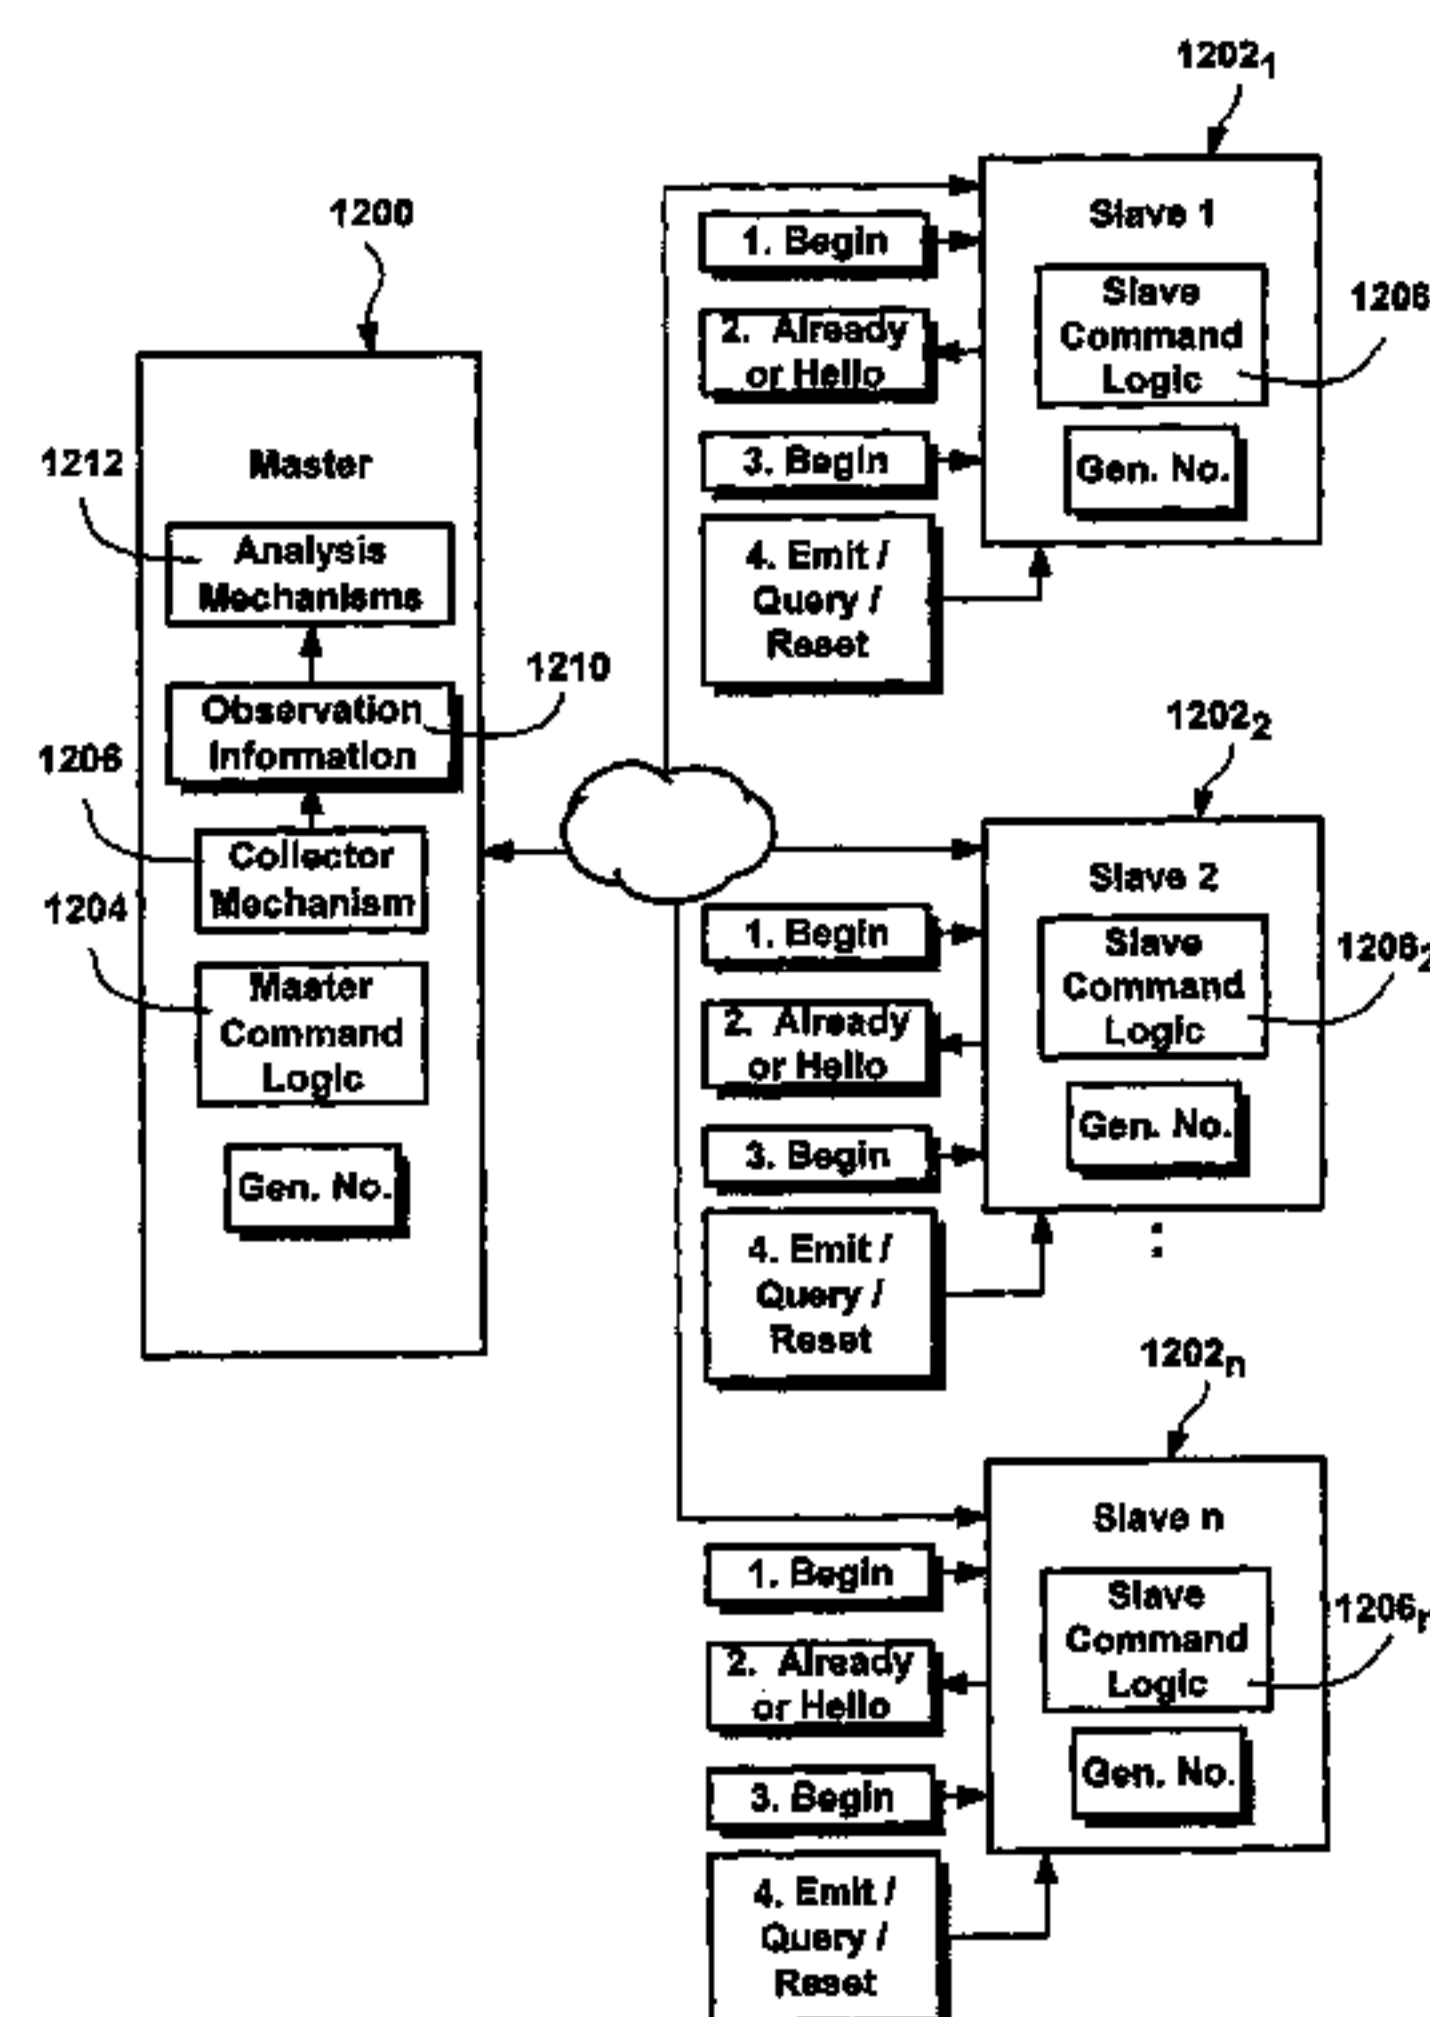 1200
Master
1212
Analysis
Mechanisms
1210
Observation
Information
1206
Collector
Mechanism
1204
Master
Command
Logic
Gen. No.
1202₁
Slave 1
Slave
Command
Logic
1206
Gen. No.
1. Begin
2. Already
or Hello
3. Begin
4. Emit /
Query /
Reset
1202₂
Slave 2
Slave
Command
Logic
1206₂
Gen. No.
1. Begin
2. Already
or Hello
3. Begin
4. Emit /
Query /
Reset
1202ₙ
Slave n
Slave
Command
Logic
1206ₙ
Gen. No.
1. Begin
2. Already
or Hello
3. Begin
4. Emit /
Query /
Reset